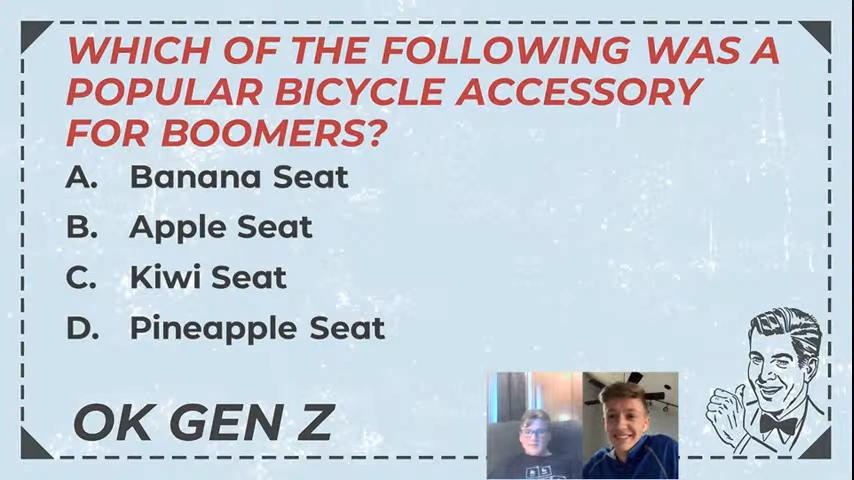 WHICH OF THE FOLLOWING WAS A
POPULAR BICYCLE ACCESSORY
FOR BOOMERS?
A. Banana Seat
B. Apple Seat
C. Kiwi Seat
D. Pineapple Seat
OK GEN Z